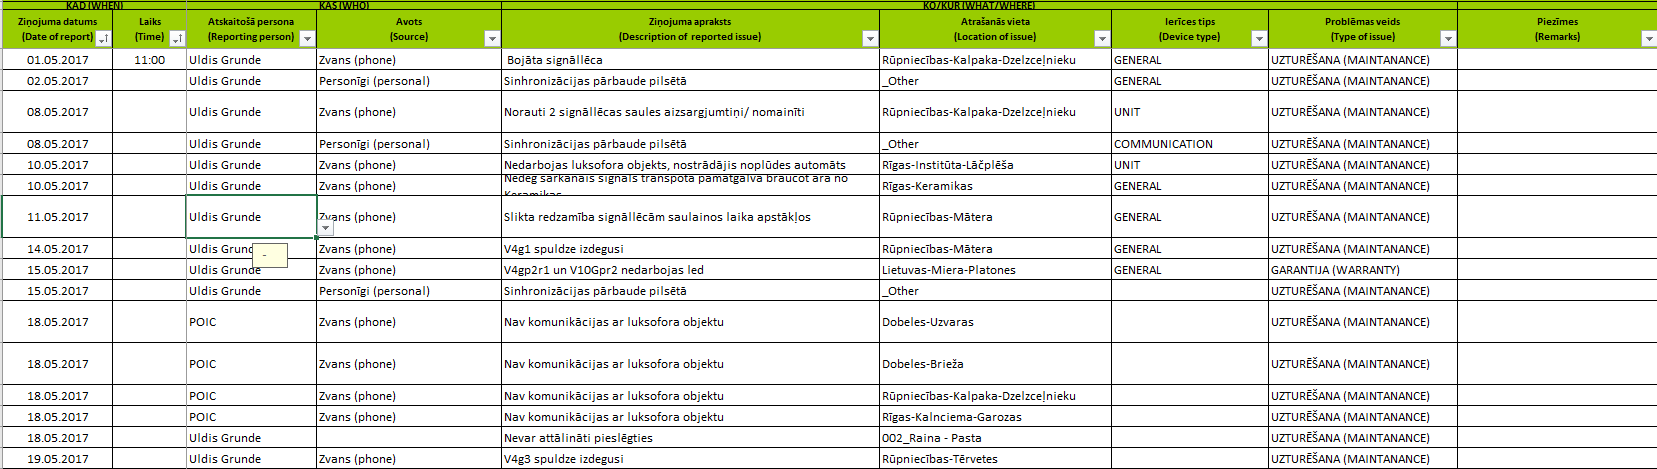 KAD (WHEN) KAS (WHO) KO/KUR (WHAT/WHERE)
Ziņojuma datums Laiks Atskaitošā persona Avots Ziņojuma apraksts Atrašanās vieta Ierīces tips Problēmas veids Piezīmes
(Date of report) (Time) (Reporting person) (Source) (Description of reported issue) (Location of issue) (Device type) (Type of issue) (Remarks)
01.05.2017 11:00 Uldis Grunde Zvans (phone) Bojāta signāllēca Rūpniecības-Kalpaka-Dzelzceļnieku GENERAL UZTURĒŠANA (MAINTANANCE)
02.05.2017 Uldis Grunde Personīgi (personal) Sinhronizācijas pārbaude pilsētā _Other GENERAL UZTURĒŠANA (MAINTANANCE)
08.05.2017 Uldis Grunde Zvans (phone) Norauti 2 signāllēcas saules aizsargjumtiņi/ nomainīti Rūpniecības-Kalpaka-Dzelzceļnieku UNIT UZTURĒŠANA (MAINTANANCE)
08.05.2017 Uldis Grunde Personīgi (personal) Sinhronizācijas pārbaude pilsētā _Other COMMUNICATION UZTURĒŠANA (MAINTANANCE)
10.05.2017 Uldis Grunde Zvans (phone) Nedarbojas luksofora objekts, nostrādājis noplūdes automāts Rīgas-Institūta-Lāčplēša UNIT UZTURĒŠANA (MAINTANANCE)
10.05.2017 Uldis Grunde Zvans (phone) Nedeg sarkanais signāls transpota pamatgalvā braucot ārā no Rīgas-Keramikas GENERAL UZTURĒŠANA (MAINTANANCE)
Keramikas
11.05.2017 Uldis Grunde Zvans (phone) Slikta redzamība signāllēcām saulainos laika apstākļos Rūpniecības-Mātera GENERAL UZTURĒŠANA (MAINTANANCE)
14.05.2017 Uldis Grunde Zvans (phone) V4g1 spuldze izdegusi Rūpniecības-Mātera GENERAL UZTURĒŠANA (MAINTANANCE)
-
15.05.2017 Uldis Grunde Zvans (phone) V4gp2r1 un V10Gpr2 nedarbojas led Lietuvas-Miera-Platones GENERAL GARANTIJA (WARRANTY)
15.05.2017 Uldis Grunde Personīgi (personal) Sinhronizācijas pārbaude pilsētā _Other UZTURĒŠANA (MAINTANANCE)
18.05.2017 POIC Zvans (phone) Nav komunikācijas ar luksofora objektu Dobeles-Uzvaras UZTURĒŠANA (MAINTANANCE)
18.05.2017 POIC Zvans (phone) Nav komunikācijas ar luksofora objektu Dobeles-Brieža UZTURĒŠANA (MAINTANANCE)
18.05.2017 POIC Zvans (phone) Nav komunikācijas ar luksofora objektu Rūpniecības-Kalpaka-Dzelzceļnieku UZTURĒŠANA (MAINTANANCE)
18.05.2017 POIC Zvans (phone) Nav komunikācijas ar luksofora objektu Rīgas-Kalnciema-Garozas UZTURĒŠANA (MAINTANANCE)
18.05.2017 Uldis Grunde Nevar attālināti pieslēgties 002_Raina - Pasta UZTURĒŠANA (MAINTANANCE)
19.05.2017 Uldis Grunde Zvans (phone) V4g3 spuldze izdegusi Rūpniecības-Tērvetes UZTURĒŠANA (MAINTANANCE)